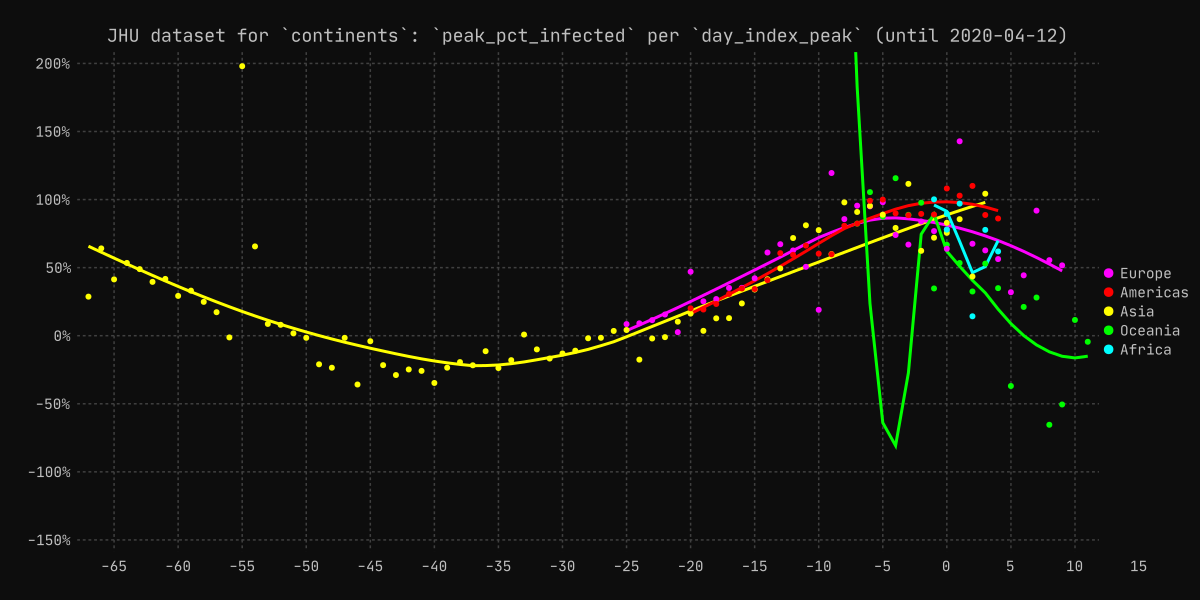 JHU dataset for `continents`: `peak_pct_infected` per `day_index_peak` (until 2020-04-12)
200%
150%
100%
50%
0%
-50%
-100%
-150%
-65 -60 -55 -50 -45 -40 -35 -30 -25 -20 -15 -10 -5 0 5 10 15
Europe
Americas
Asia
Oceania
Africa